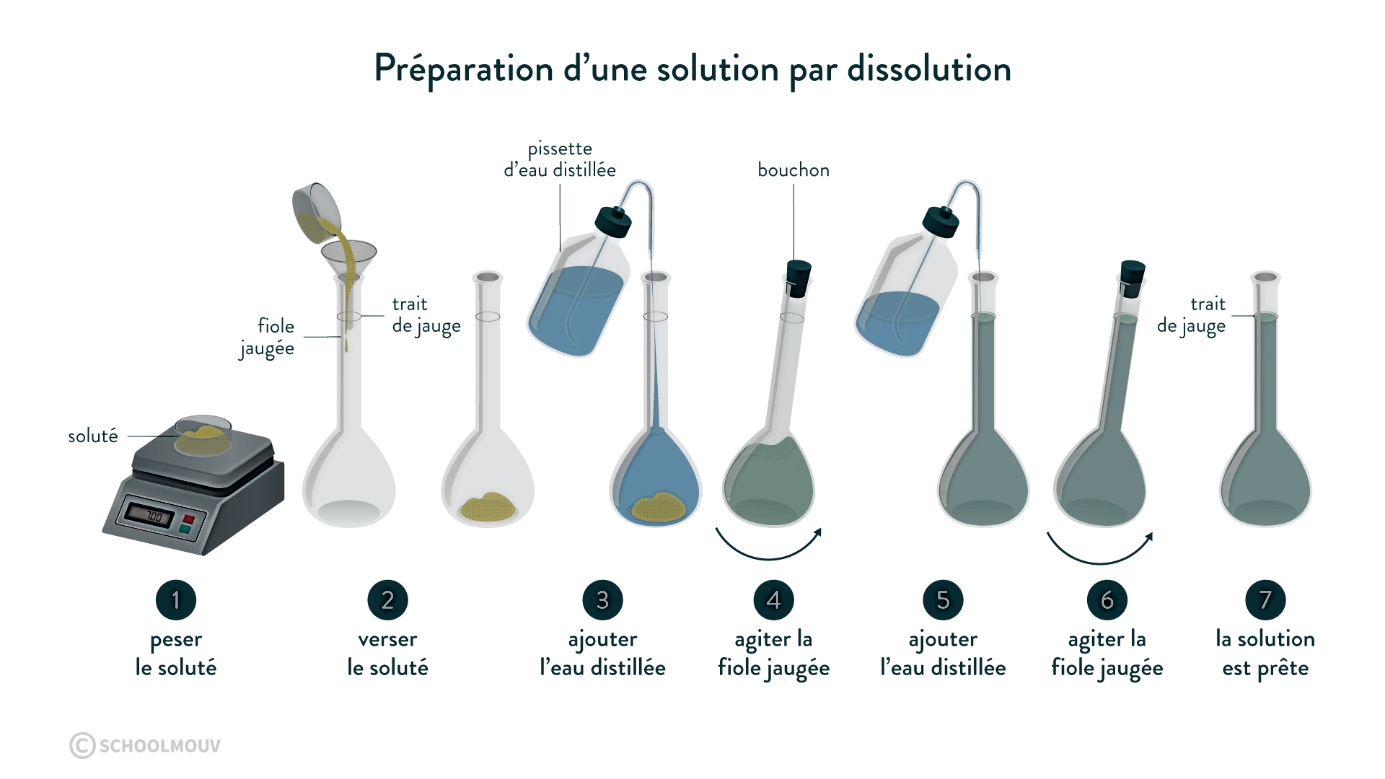 Préparation d'une solution par dissolution
pissette
d'eau distillée
bouchon
trait
de jauge
fiole
jaugée
trait
de jauge
soluté
7.00
1
peser
le soluté
2
verser
le soluté
3
ajouter
l'eau distillée
4
agiter la
fiole jaugée
5
ajouter
l'eau distillée
6
agiter la
fiole jaugée
7
la solution
est prête
© SCHOOLMOUV